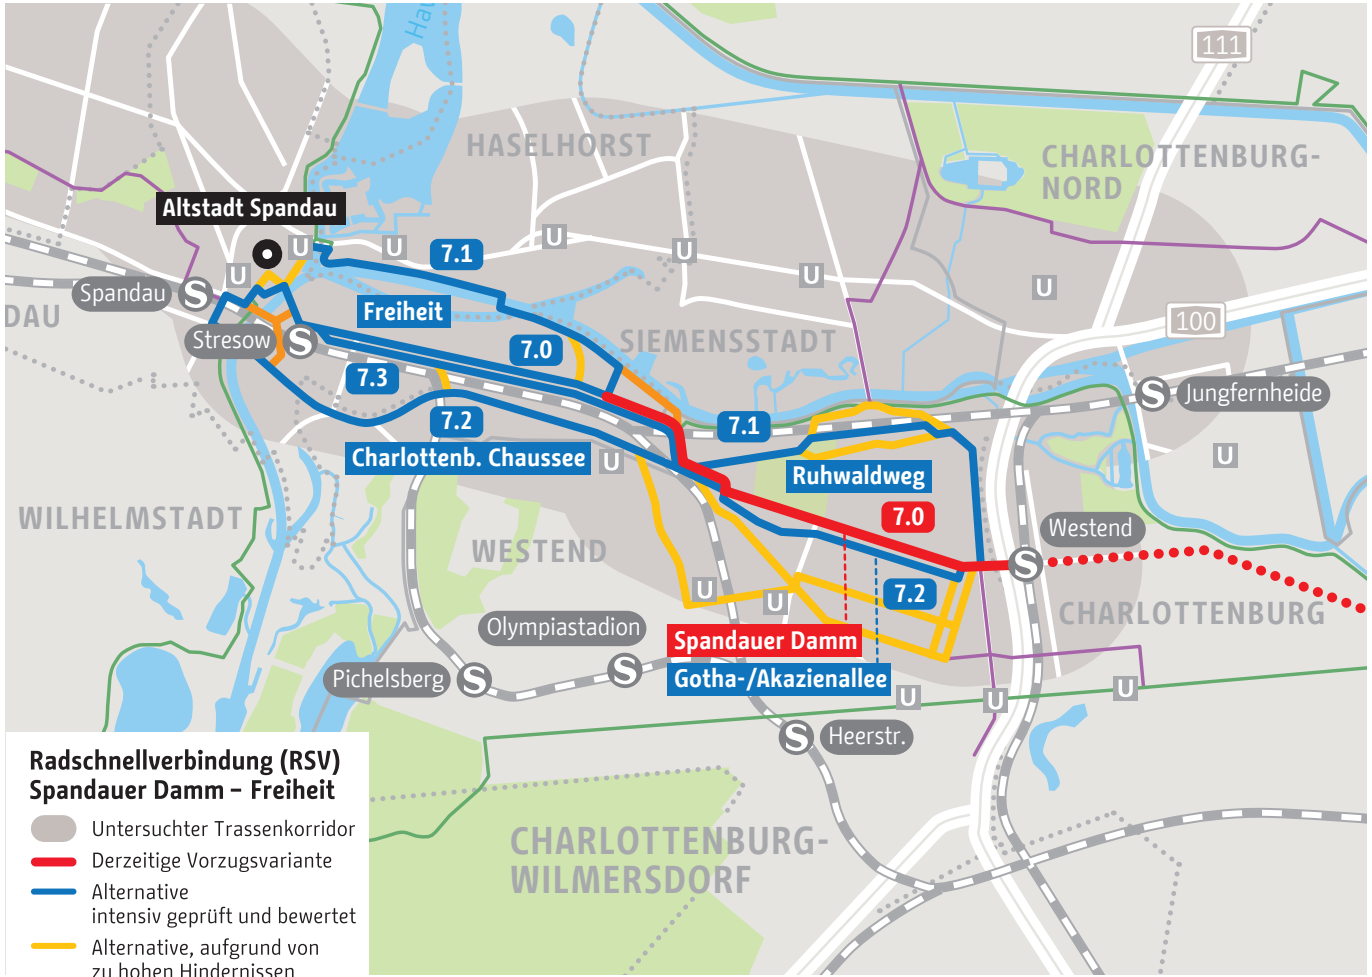 Hav
111
HASELHORST
CHARLOTTENBURG-
NORD
Altstadt Spandau
U
U
U
U
U
U
U
7.1
Spandau
S
DAU
Freiheit
100
Stresow
S
7.0
SIEMENSSTADT
7.3
S
Jungfernheide
7.2
7.1
Charlottenb. Chaussee
U
U
Ruhwaldweg
WILHELMSTADT
7.0
Westend
WESTEND
S
U
U
7.2
CHARLOTTENBURG
Olympiastadion
Spandauer Damm
S
Pichelsberg
S
Gotha-/Akazienallee
U
U
U
S
Heerstr.
Radschnellverbindung (RSV)
Spandauer Damm – Freiheit
Untersuchter Trassenkorridor
Derzeitige Vorzugsvariante
Alternative
intensiv geprüft und bewertet
Alternative, aufgrund von
zu hohen Hindernissen
CHARLOTTENBURG-
WILMERSDORF